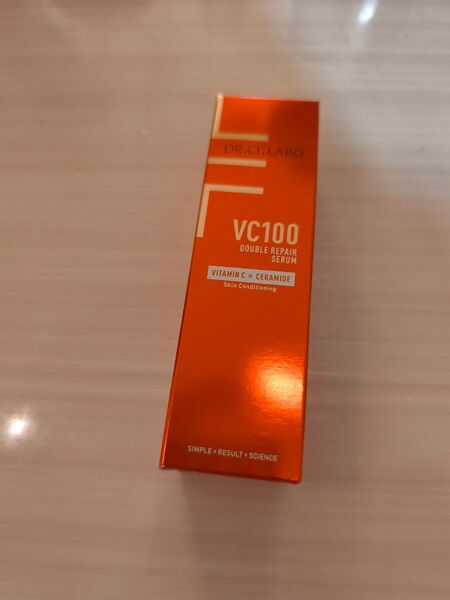 DR.CI:LABO
VC100
DOUBLE REPAIR
SERUM
VITAMIN C × CERAMIDE
Skin Conditioning
SIMPLE + RESULT + SCIENCE